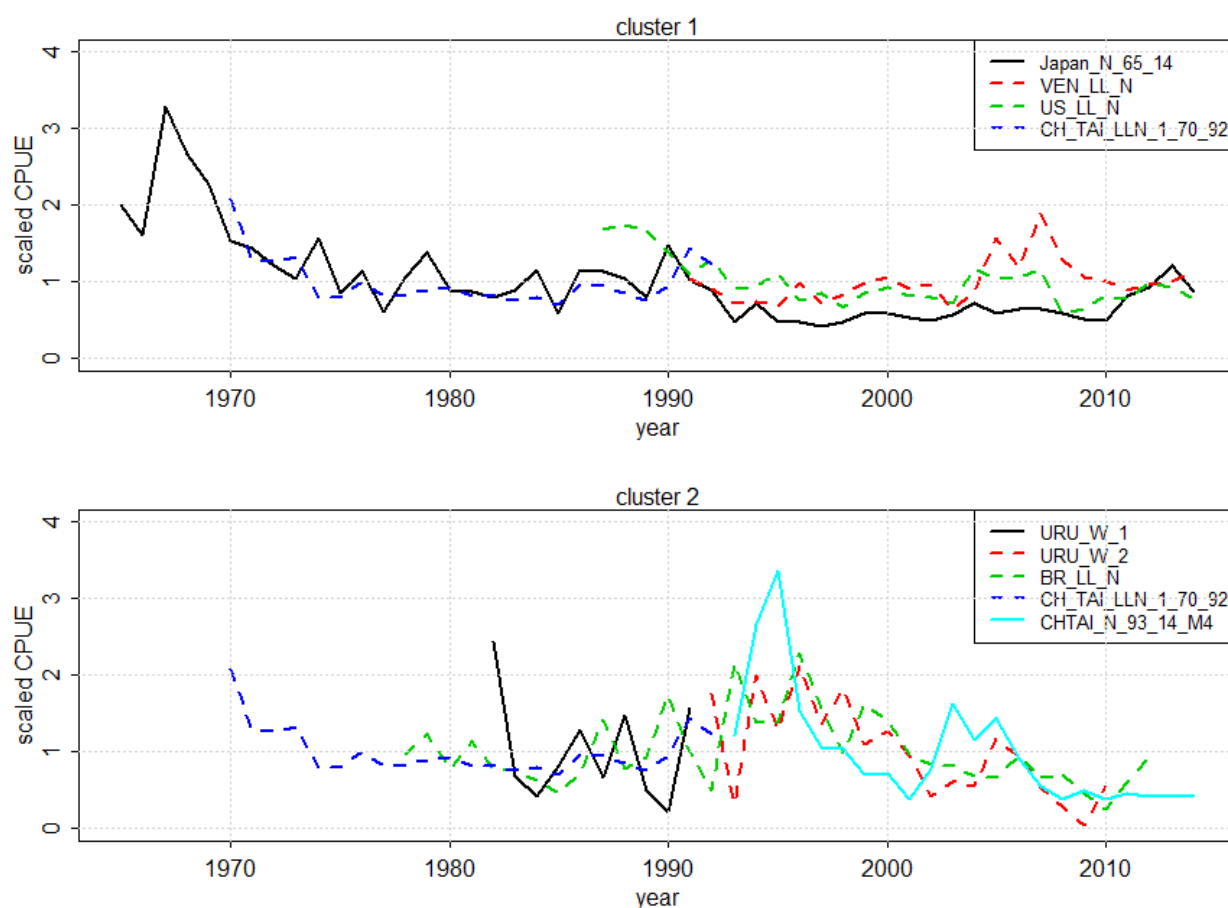 cluster 1
scaled CPUE
4
3
2
1
0
Japan_N_65_14
VEN_LL_N
US_LL_N
CH_TAI_LLN_1_70_92
1970 1980 1990 2000 2010
year
cluster 2
scaled CPUE
4
3
2
1
0
URU_W_1
URU_W_2
BR_LL_N
CH_TAI_LLN_1_70_92
CHTAI_N_93_14_M4
1970 1980 1990 2000 2010
year